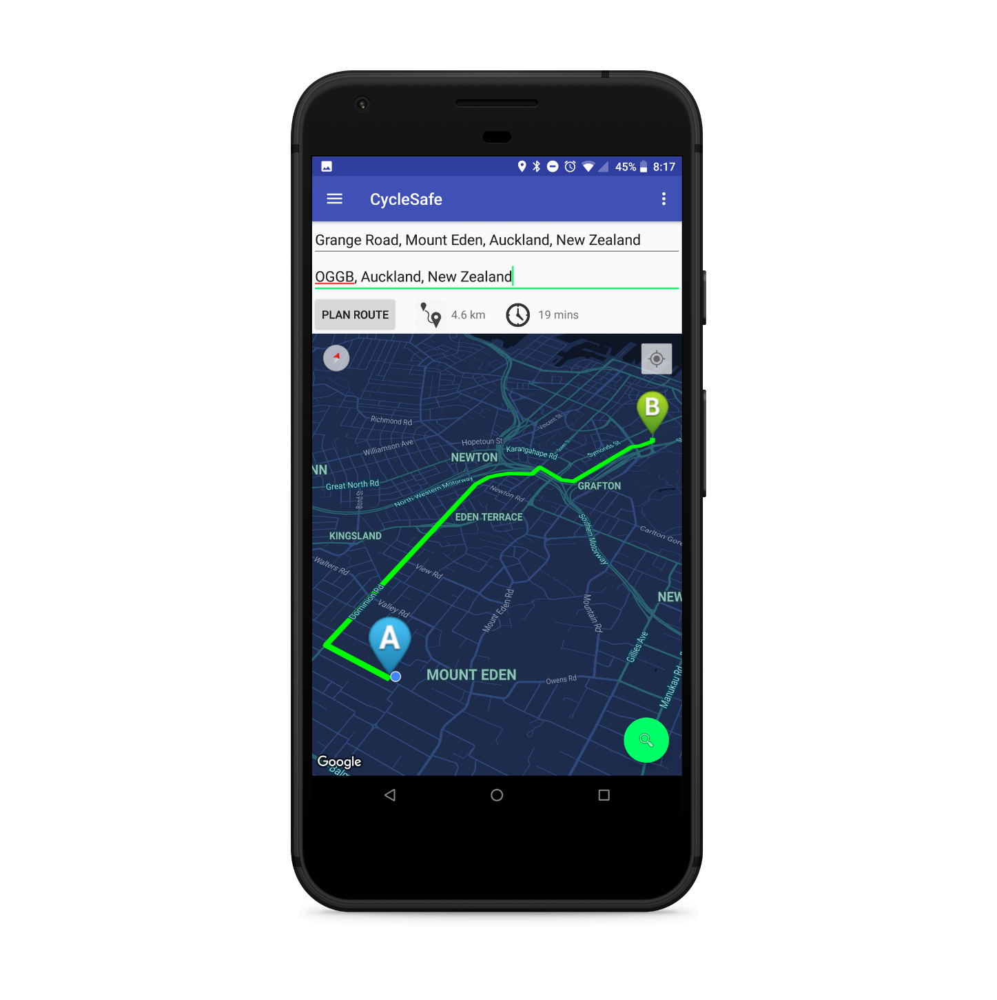 45% 8:17
CycleSafe
Grange Road, Mount Eden, Auckland, New Zealand
OGGB, Auckland, New Zealand
PLAN ROUTE 4.6 km 19 mins
B
Richmond Rd
Vincent St
Williamson Ave
Hopetoun St
Queen St
Symonds St
St
Karangahape Rd
NEWTON
NN
Great North Rd
North-Western Motorway
GRAFTON
Bond St
Newton Rd
EDEN TERRACE
KINGSLAND
Southern Motorway
Carlton Gore
Walters Rd
View Rd
Dominion Rd
Valley Rd
Mount Eden Rd
Mountain Rd
NEW
A
Gillies Ave
MOUNT EDEN
Owens Rd
Manukau Rd
Google
Balm